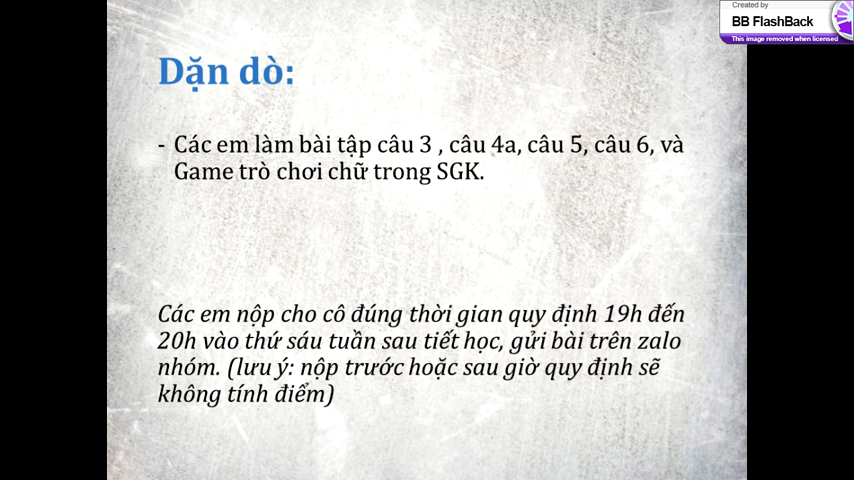 Created by
BB FlashBack
This image removed when licensed
Dặn dò:
- Các em làm bài tập câu 3 , câu 4a, câu 5, câu 6, và
Game trò chơi chữ trong SGK.
Các em nộp cho cô đúng thời gian quy định 19h đến
20h vào thứ sáu tuần sau tiết học, gửi bài trên zalo
nhóm. (lưu ý: nộp trước hoặc sau giờ quy định sẽ
không tính điểm)